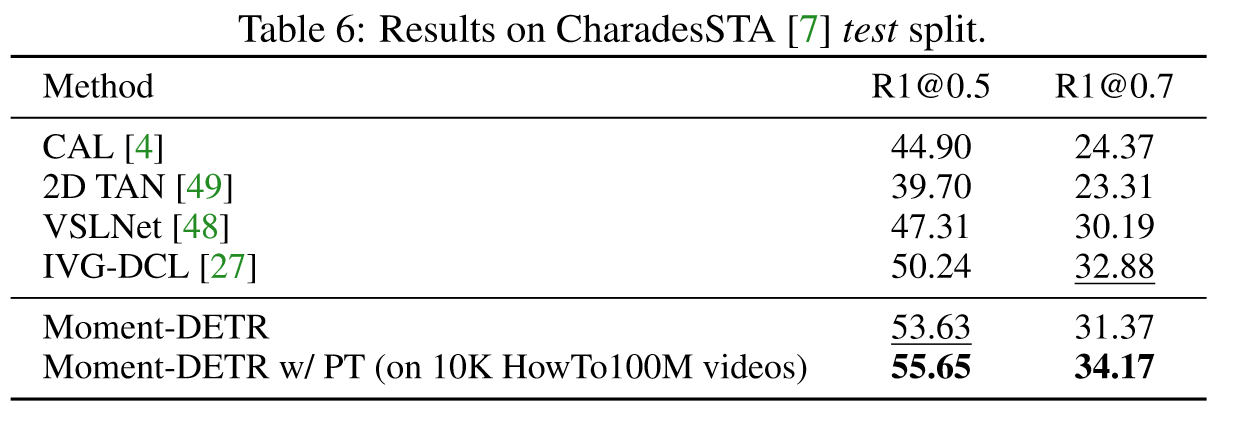 Table 6: Results on CharadesSTA [7] test split.
Method R1@0.5 R1@0.7
CAL [4] 44.90 24.37
2D TAN [49] 39.70 23.31
VSLNet [48] 47.31 30.19
IVG-DCL [27] 50.24 32.88
Moment-DETR 53.63 31.37
Moment-DETR w/ PT (on 10K HowTo100M videos) 55.65 34.17